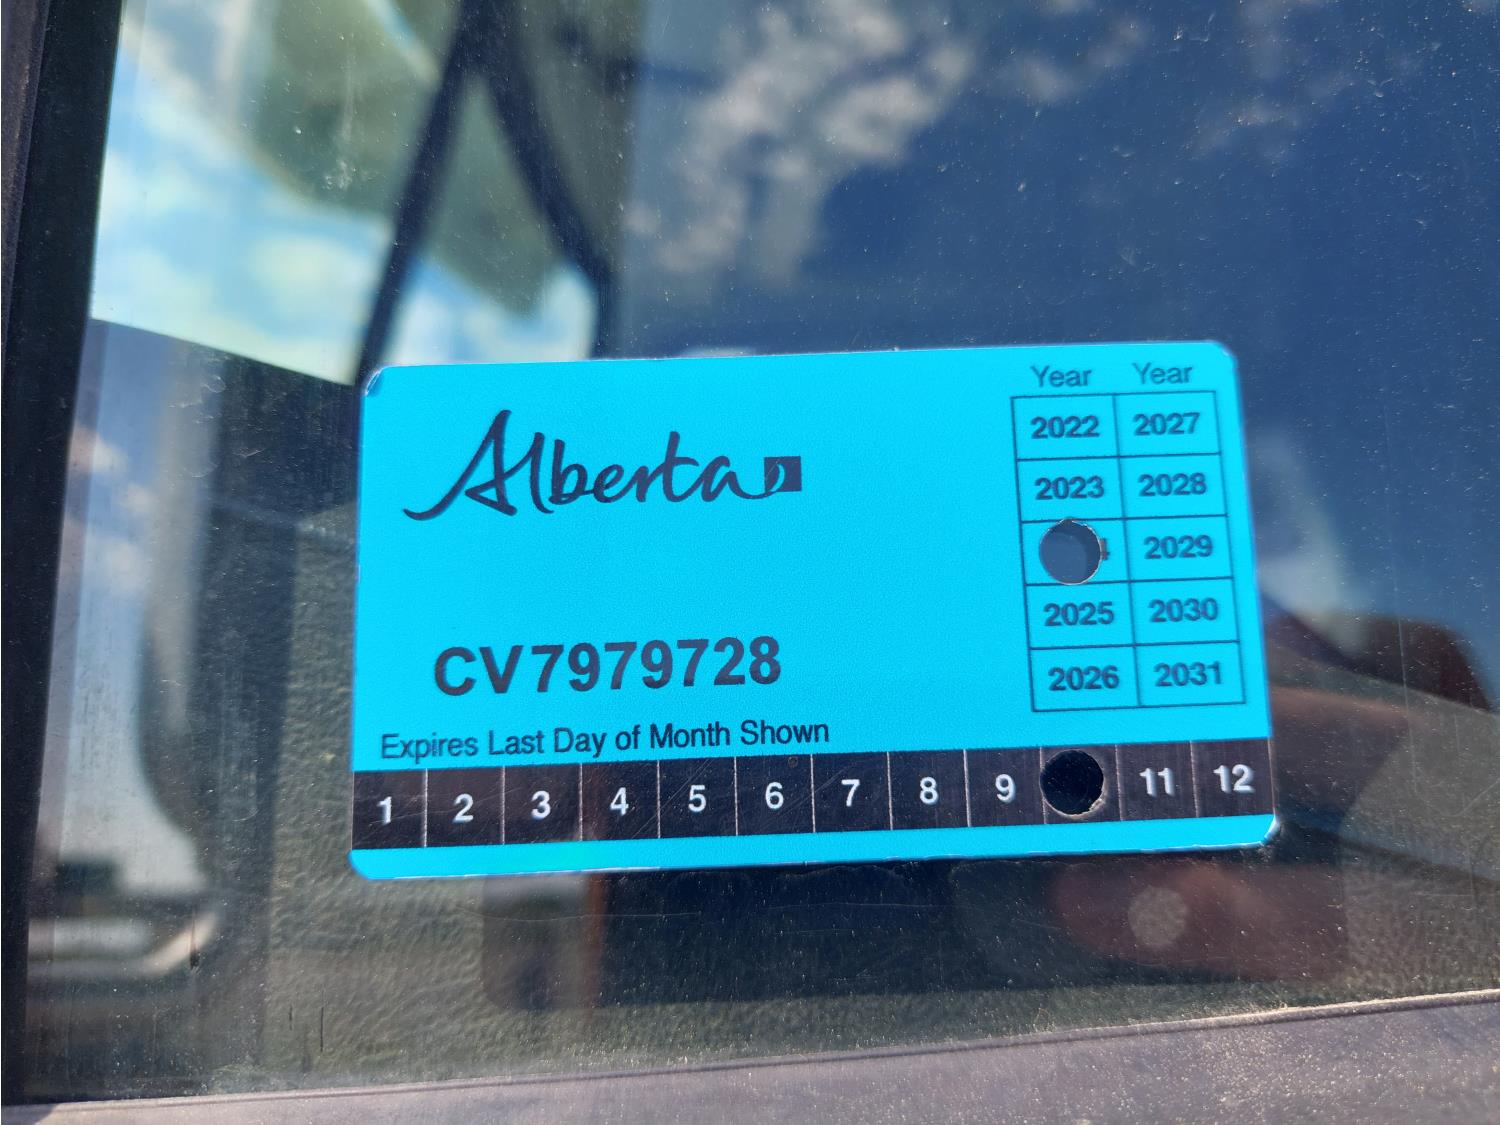 Alberta
Year Year
2022 2027
2023 2028
4 2029
2025 2030
2026 2031
CV7979728
Expires Last Day of Month Shown
1 2 3 4 5 6 7 8 9 11 12